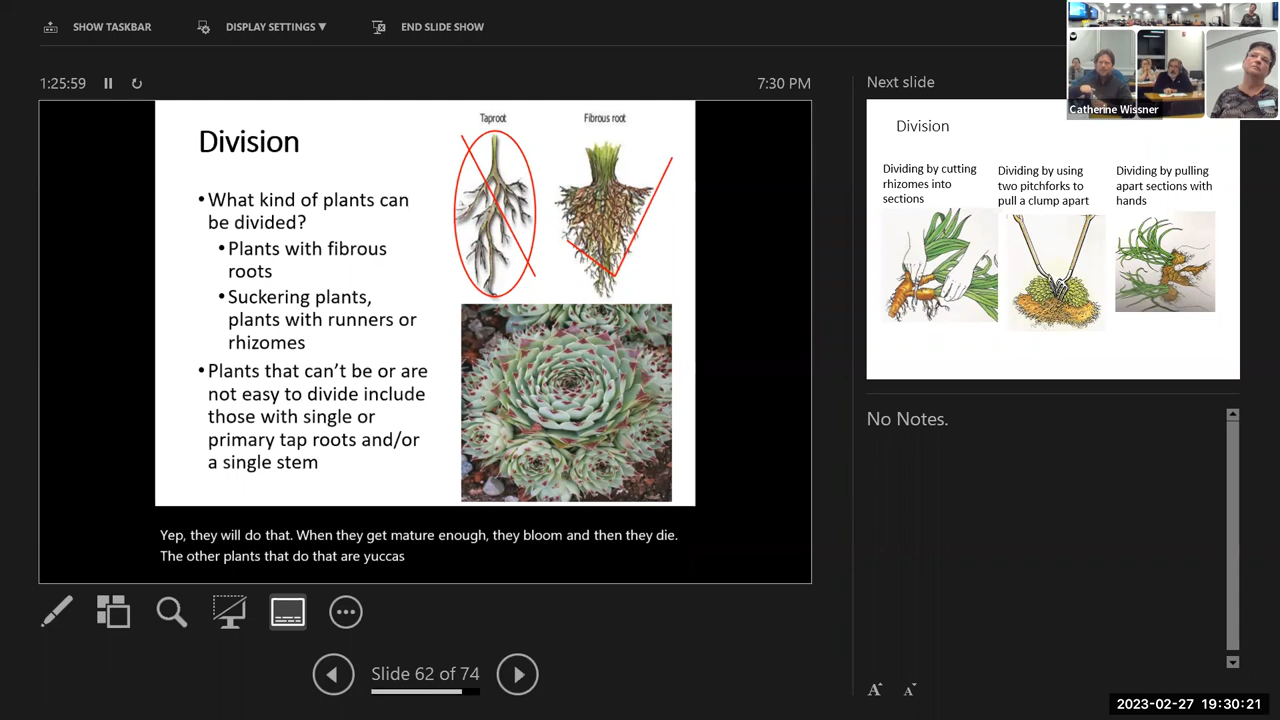 SHOW TASKBAR
DISPLAY SETTINGS ▼
END SLIDE SHOW
1:25:59
7:30 PM
Next slide
Catherine Wissner
Division
• What kind of plants can
be divided?
• Plants with fibrous
roots
• Suckering plants,
plants with runners or
rhizomes
• Plants that can’t be or are
not easy to divide include
those with single or
primary tap roots and/or
a single stem
Taproot
Fibrous root
Yep, they will do that. When they get mature enough, they bloom and then they die.
The other plants that do that are yuccas
Division
Dividing by cutting
rhizomes into
sections
Dividing by using
two pitchforks to
pull a clump apart
Dividing by pulling
apart sections with
hands
No Notes.
Slide 62 of 74
A A
2023-02-27 19:30:21